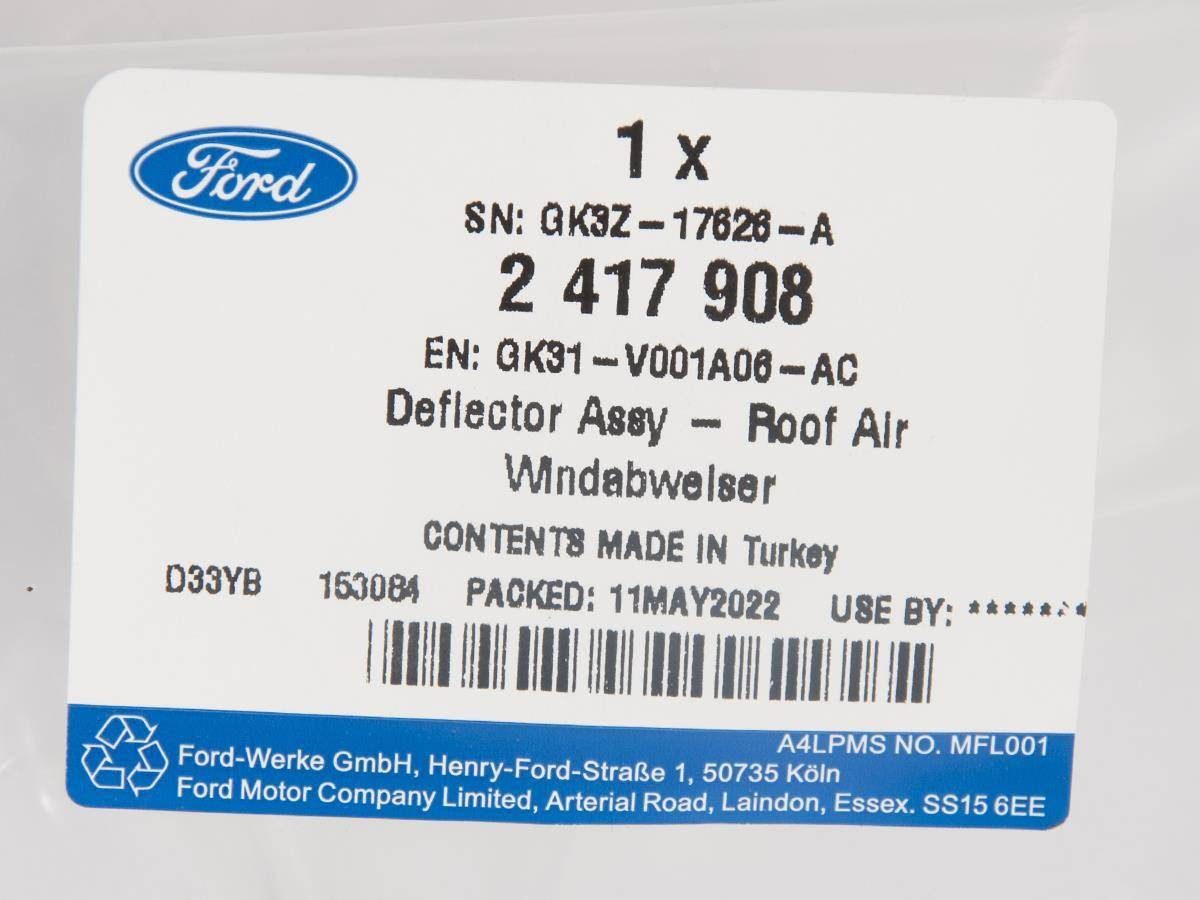 Ford
1 x
SN: GK3Z-17626-A
2 417 908
EN: GK31-V001A06-AC
Deflector Assy - Roof Air
Windabweiser
CONTENTS MADE IN Turkey
D33YB 153084 PACKED: 11MAY2022 USE BY: *******
A4LPMS NO. MFL001
Ford-Werke GmbH, Henry-Ford-Straße 1, 50735 Köln
Ford Motor Company Limited, Arterial Road, Laindon, Essex. SS15 6EE